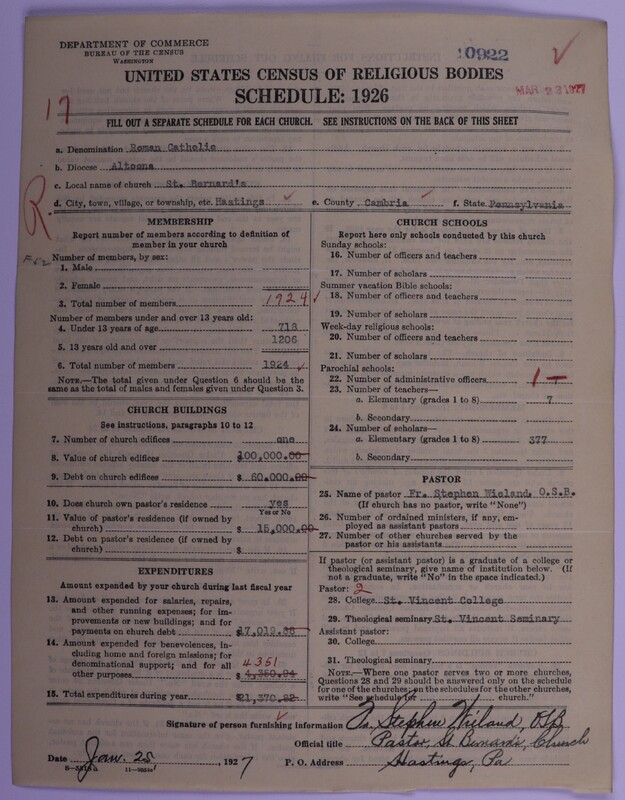 DEPARTMENT OF COMMERCE
BUREAU OF THE CENSUS
WASHINGTON
10922
MAR 23 1927
UNITED STATES CENSUS OF RELIGIOUS BODIES
SCHEDULE: 1926
17
FILL OUT A SEPARATE SCHEDULE FOR EACH CHURCH. SEE INSTRUCTIONS ON THE BACK OF THIS SHEET
a. Denomination Roman Catholic
b. Diocese Altoona
c. Local name of church St. Bernard's
d. City, town, village, or township, etc. Hastings e. County Cambria f. State Pennsylvania
R
MEMBERSHIP
Report number of members according to definition of
member in your church
Number of members, by sex:
1. Male
2. Female
3. Total number of members 1924
Number of members under and over 13 years old:
4. Under 13 years of age 718
5. 13 years old and over 1206
6. Total number of members 1924
NOTE.—The total given under Question 6 should be the
same as the total of males and females given under Question 3.
CHURCH BUILDINGS
See instructions, paragraphs 10 to 12
7. Number of church edifices one
8. Value of church edifices $100,000.00
9. Debt on church edifices $ 60,000.00
10. Does church own pastor's residence yes
Yes or No
11. Value of pastor's residence (if owned by
church) $ 15,000.00
12. Debt on pastor's residence (if owned by
church) $
EXPENDITURES
Amount expended by your church during last fiscal year
13. Amount expended for salaries, repairs,
and other running expenses; for im-
provements or new buildings; and for
payments on church debt $17,019.
14. Amount expended for benevolences, in-
cluding home and foreign missions; for
denominational support; and for all 4351
other purposes $
15. Total expenditures during year $21,370.82
CHURCH SCHOOLS
Report here only schools conducted by this church
Sunday schools:
16. Number of officers and teachers
17. Number of scholars
Summer vacation Bible schools:
18. Number of officers and teachers
19. Number of scholars
Week-day religious schools:
20. Number of officers and teachers
21. Number of scholars
Parochial schools:
22. Number of administrative officers 1 —
23. Number of teachers—
a. Elementary (grades 1 to 8) 7
b. Secondary
24. Number of scholars—
a. Elementary (grades 1 to 8) 377
b. Secondary
PASTOR
25. Name of pastor Fr. Stephen Wieland, O.S.B.
(If church has no pastor, write "None")
26. Number of ordained ministers, if any, em-
ployed as assistant pastors
27. Number of other churches served by the
pastor or his assistants
If pastor (or assistant pastor) is a graduate of a college or
theological seminary, give name of institution below. (If
not a graduate, write "No" in the space indicated.)
Pastor: 2
28. College St. Vincent College
29. Theological seminary St. Vincent Seminary
Assistant pastor:
30. College
31. Theological seminary
NOTE.—Where one pastor serves two or more churches,
Questions 28 and 29 should be answered only on the schedule
for one of the churches; on the schedules for the other churches,
write "See schedule for church."
Signature of person furnishing information Fr. Stephen Wieland, OSB
Official title Pastor, St Bernards Church
Date Jan. 25, 1927 P. O. Address Hastings, Pa